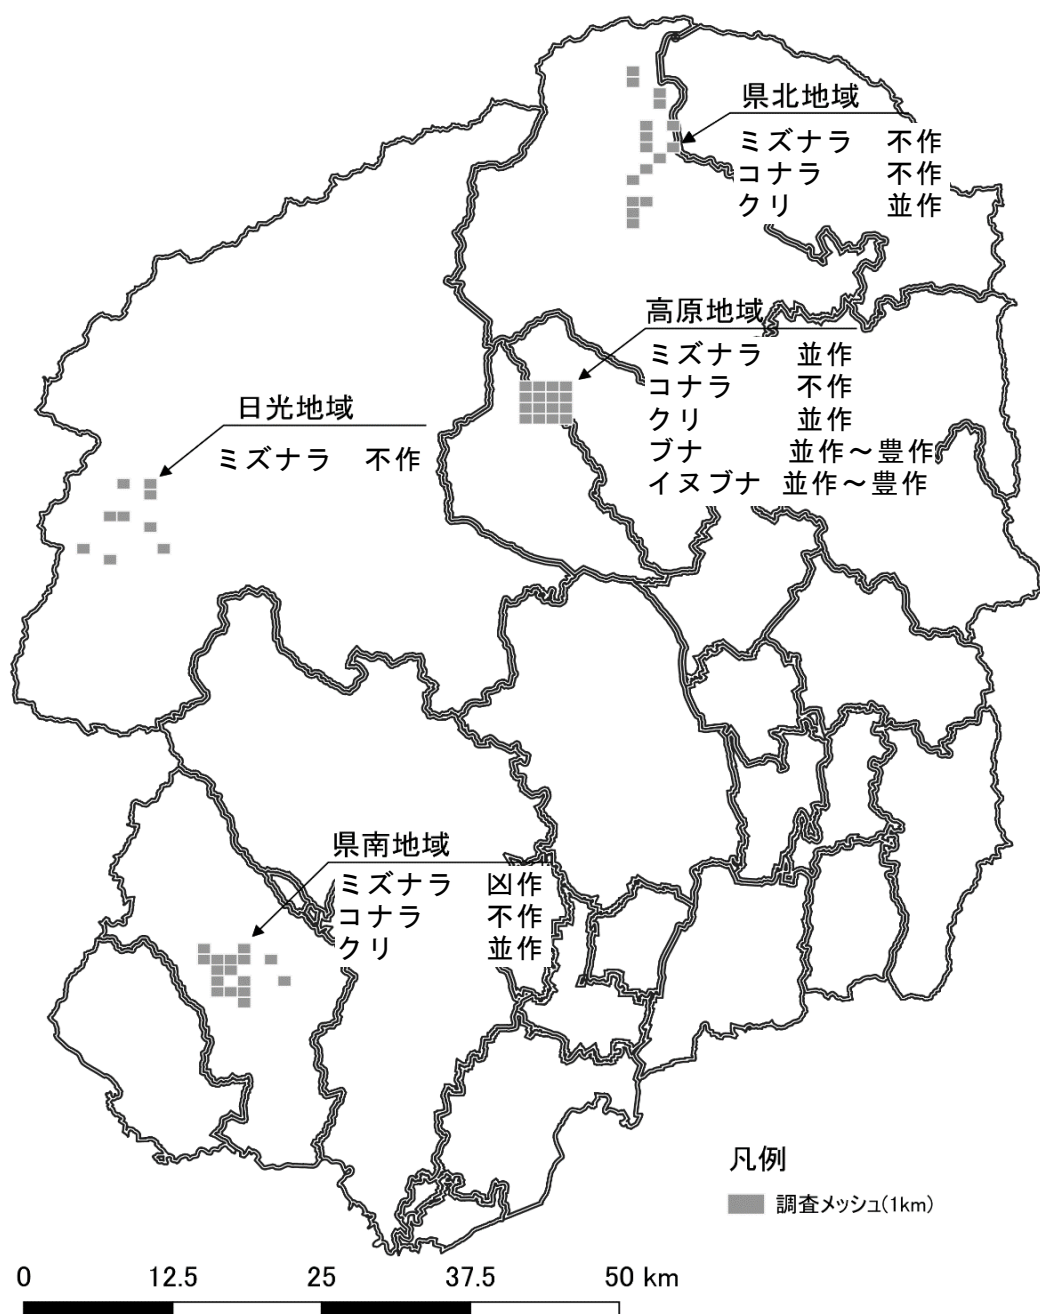 県北地域
ミズナラ 不作
コナラ 不作
クリ 並作
高原地域
ミズナラ 並作
コナラ 不作
クリ 並作
ブナ 並作～豊作
イヌブナ 並作～豊作
日光地域
ミズナラ 不作
県南地域
ミズナラ 凶作
コナラ 不作
クリ 並作
凡例
調査メッシュ(1km)
0 12.5 25 37.5 50 km